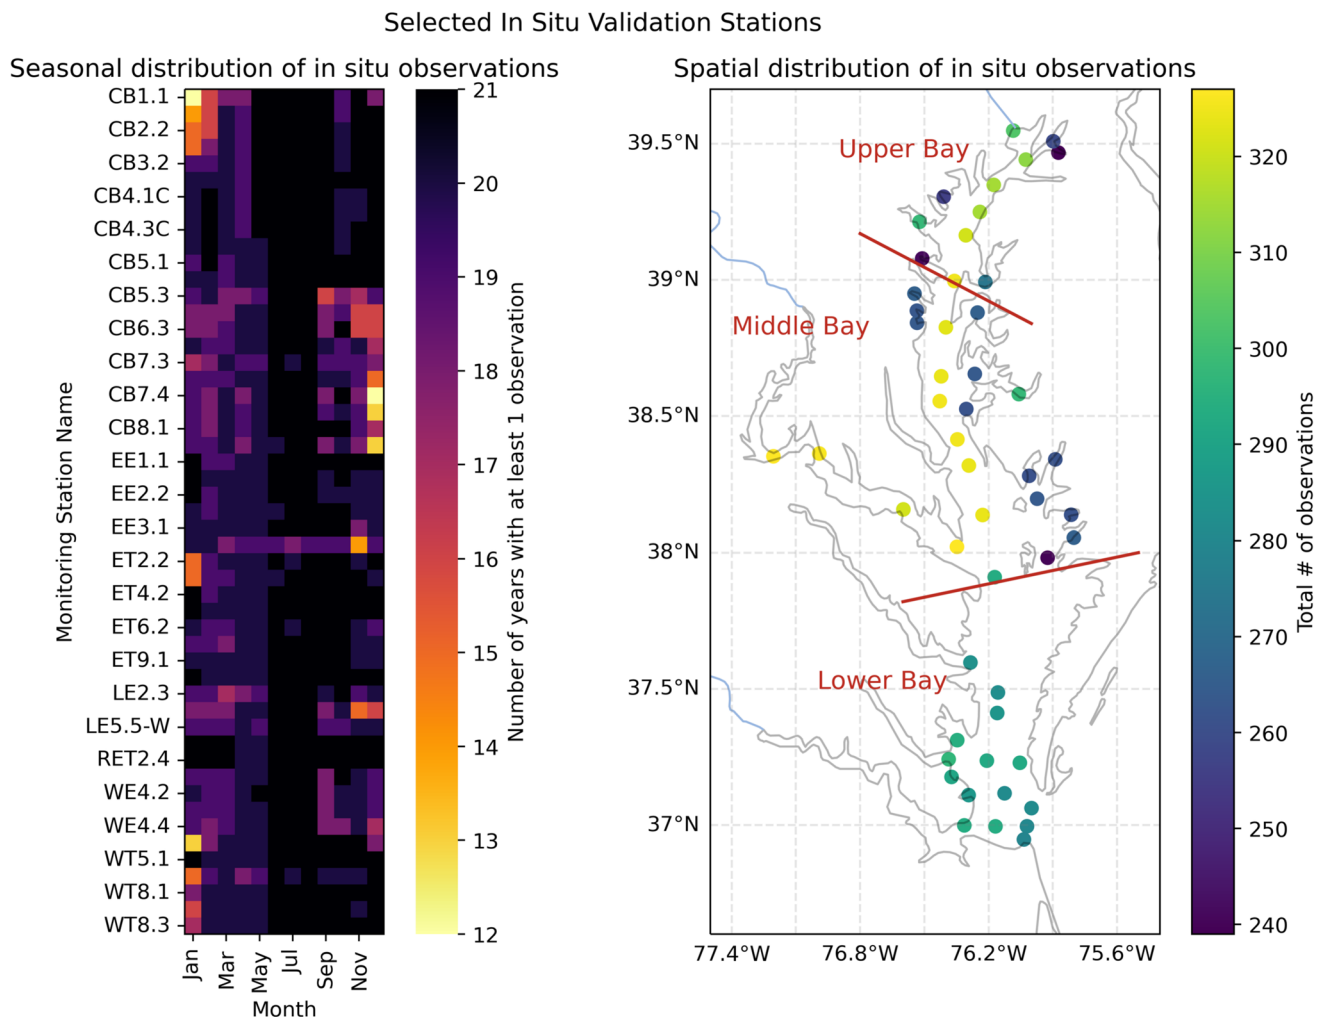 Selected In Situ Validation Stations
Seasonal distribution of in situ observations
CB1.1
CB2.2
CB3.2
CB4.1C
CB4.3C
CB5.1
CB5.3
CB6.3
CB7.3
CB7.4
CB8.1
EE1.1
EE2.2
EE3.1
ET2.2
ET4.2
ET6.2
ET9.1
LE2.3
LE5.5-W
RET2.4
WE4.2
WE4.4
WT5.1
WT8.1
WT8.3
Monitoring Station Name
Jan
Mar
May
Jul
Sep
Nov
Month
21
20
19
18
17
16
15
14
13
12
Number of years with at least 1 observation
Spatial distribution of in situ observations
39.5°N
39°N
38.5°N
38°N
37.5°N
37°N
Upper Bay
Middle Bay
Lower Bay
77.4°W
76.8°W
76.2°W
75.6°W
320
310
300
290
280
270
260
250
240
Total # of observations